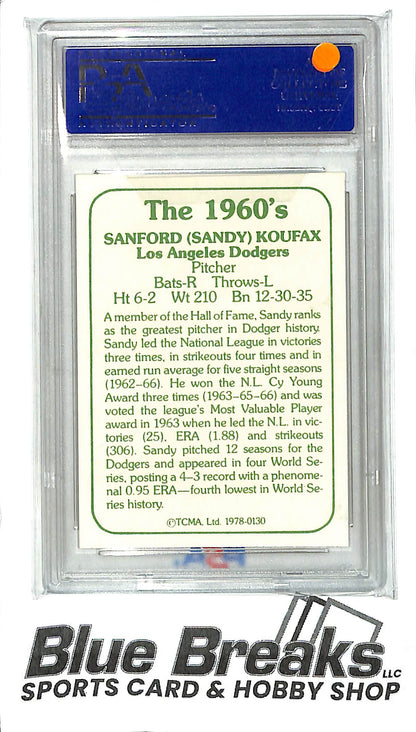 PSA
The 1960's
SANFORD (SANDY) KOUFAX
Los Angeles Dodgers
Pitcher
Bats-R Throws-L
Ht 6-2 Wt 210 Bn 12-30-35
A member of the Hall of Fame, Sandy ranks
as the greatest pitcher in Dodger history.
Sandy led the National League in victories
three times, in strikeouts four times and in
earned run average for five straight seasons
(1962–66). He won the N.L. Cy Young
Award three times (1963-65-66) and was
voted the league's Most Valuable Player
award in 1963 when he led the N.L. in vic-
tories (25), ERA (1.88) and strikeouts
(306). Sandy pitched 12 seasons for the
Dodgers and appeared in four World Se-
ries, posting a 4–3 record with a phenome-
nal 0.95 ERA—fourth lowest in World Se-
ries history.
©TCMA, Ltd. 1978-0130
Blue Breaks LLC
SPORTS CARD & HOBBY SHOP